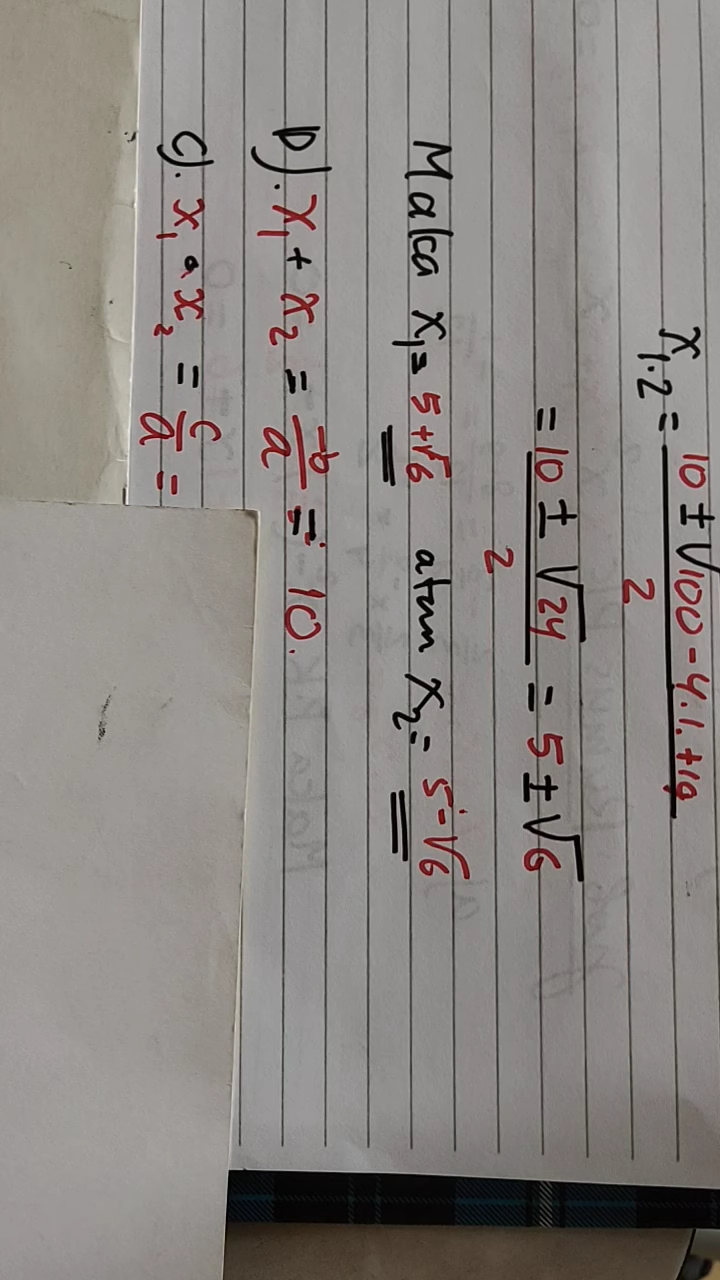 x₁.₂ = 10 ± √100 - 4.1.+19 / 2
= 10 ± √24 / 2 = 5 ± √6
Maka x₁= 5+√6 atau x₂= 5-√6
b). x₁ + x₂ = -b/a = 10.
c). x₁ • x₂ = c/a =